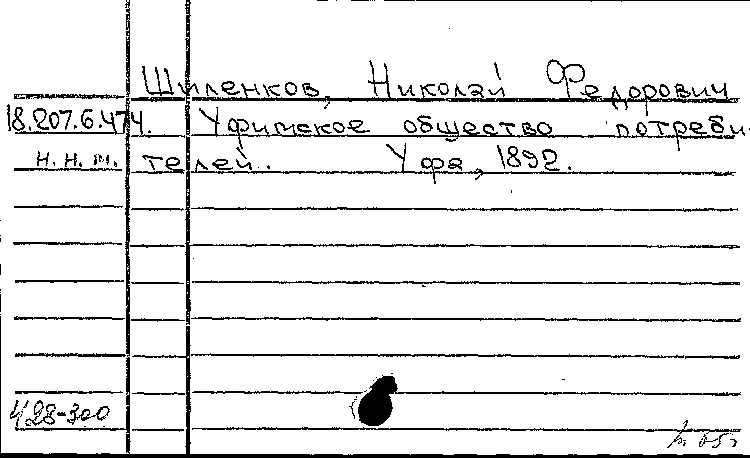 Шиленков, Николай Федорович
18.207.6.474. Уфимское общество потреби-
н.н.м. телей. Уфа, 1892.
4/28-300